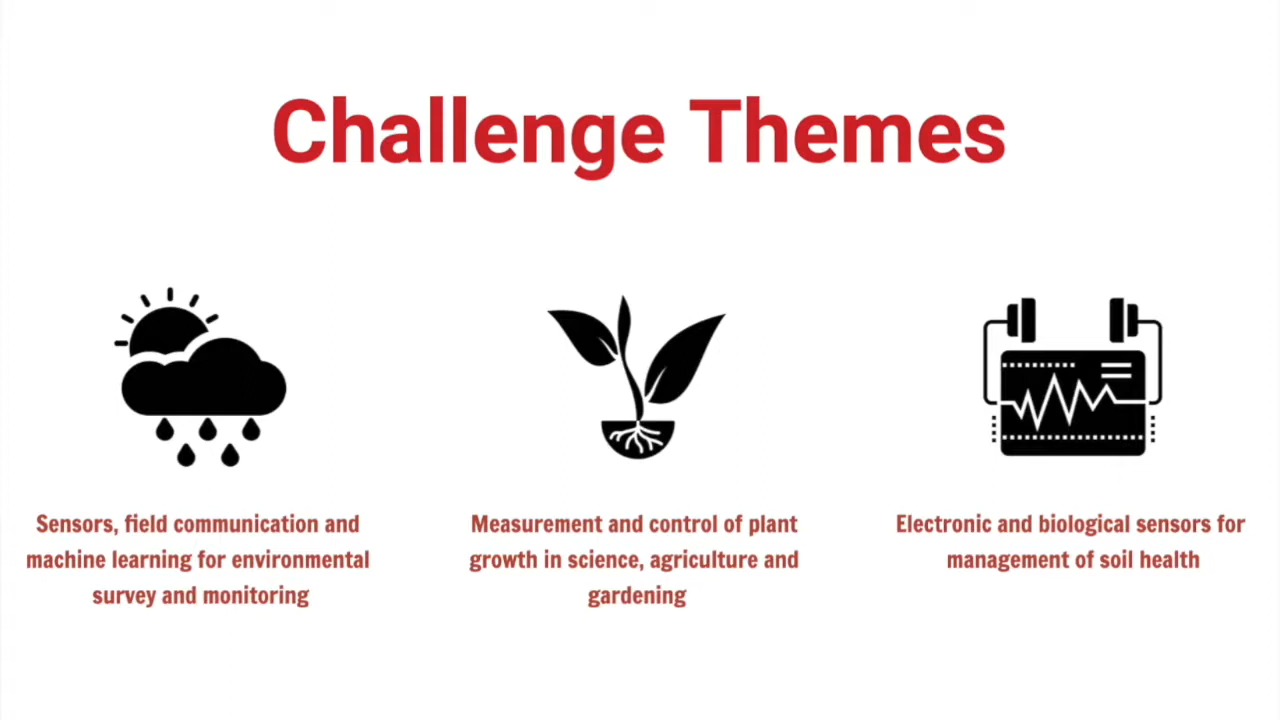 Challenge Themes
Sensors, field communication and
machine learning for environmental
survey and monitoring
Measurement and control of plant
growth in science, agriculture and
gardening
Electronic and biological sensors for
management of soil health